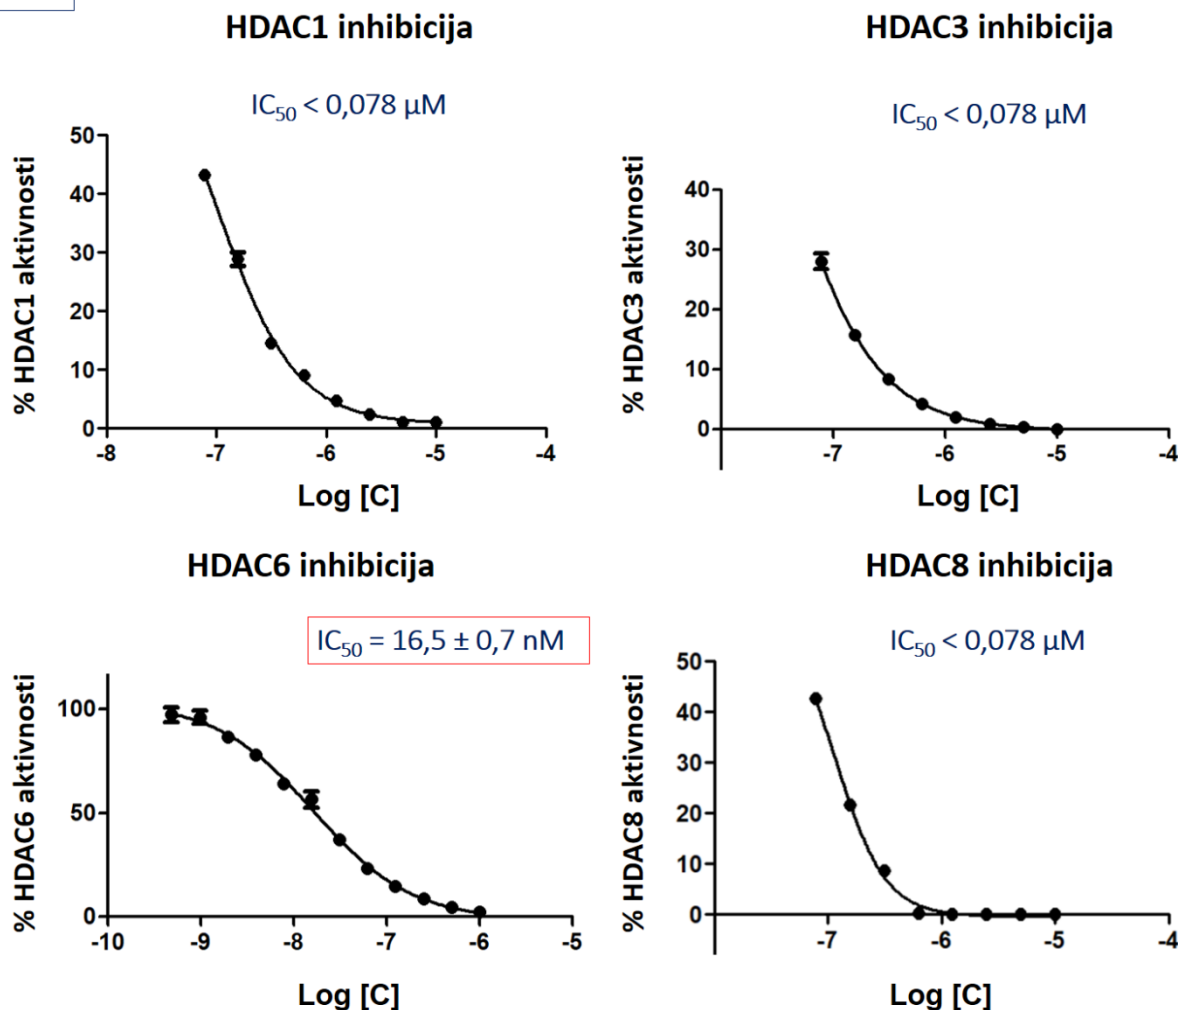 HDAC1 inhibicija
IC₅₀ < 0,078 µM
% HDAC1 aktivnosti
50
40
30
20
10
0
-8 -7 -6 -5 -4
Log [C]
HDAC3 inhibicija
IC₅₀ < 0,078 µM
% HDAC3 aktivnosti
40
30
20
10
0
-7 -6 -5 -4
Log [C]
HDAC6 inhibicija
IC₅₀ = 16,5 ± 0,7 nM
% HDAC6 aktivnosti
100
50
0
-10 -9 -8 -7 -6 -5
Log [C]
HDAC8 inhibicija
IC₅₀ < 0,078 µM
% HDAC8 aktivnosti
50
40
30
20
10
0
-7 -6 -5 -4
Log [C]